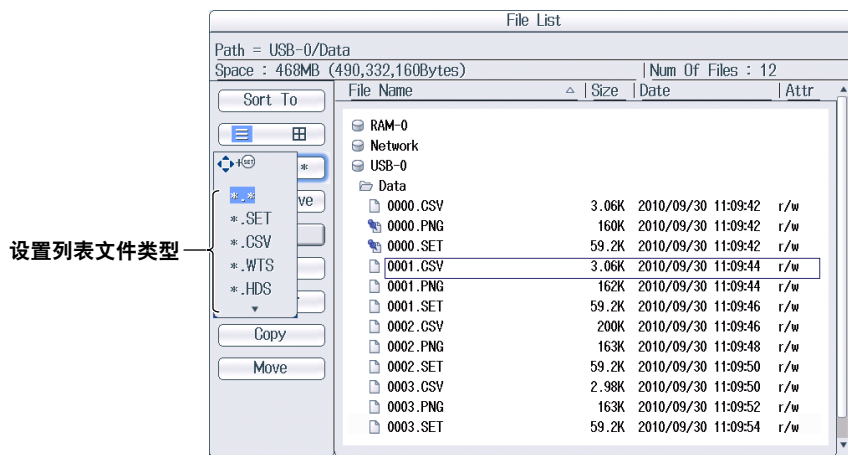 File List
Path = USB-0/Data
Space : 468MB (490,332,160Bytes) Num Of Files : 12
Sort To
File Name Size Date Attr
*
ve
*.*
*.SET
*.CSV
*.WTS
*.HDS
Copy
Move
设置列表文件类型
RAM-0
Network
USB-0
Data
0000.CSV 3.06K 2010/09/30 11:09:42 r/w
0000.PNG 160K 2010/09/30 11:09:42 r/w
0000.SET 59.2K 2010/09/30 11:09:42 r/w
0001.CSV 3.06K 2010/09/30 11:09:44 r/w
0001.PNG 162K 2010/09/30 11:09:44 r/w
0001.SET 59.2K 2010/09/30 11:09:46 r/w
0002.CSV 200K 2010/09/30 11:09:46 r/w
0002.PNG 163K 2010/09/30 11:09:48 r/w
0002.SET 59.2K 2010/09/30 11:09:50 r/w
0003.CSV 2.98K 2010/09/30 11:09:50 r/w
0003.PNG 163K 2010/09/30 11:09:52 r/w
0003.SET 59.2K 2010/09/30 11:09:54 r/w